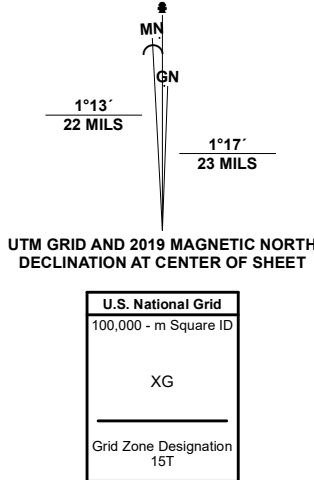 MN
GN
1°13´
22 MILS
1°17´
23 MILS
UTM GRID AND 2019 MAGNETIC NORTH
DECLINATION AT CENTER OF SHEET
U.S. National Grid
100,000 - m Square ID
XG
Grid Zone Designation
15T